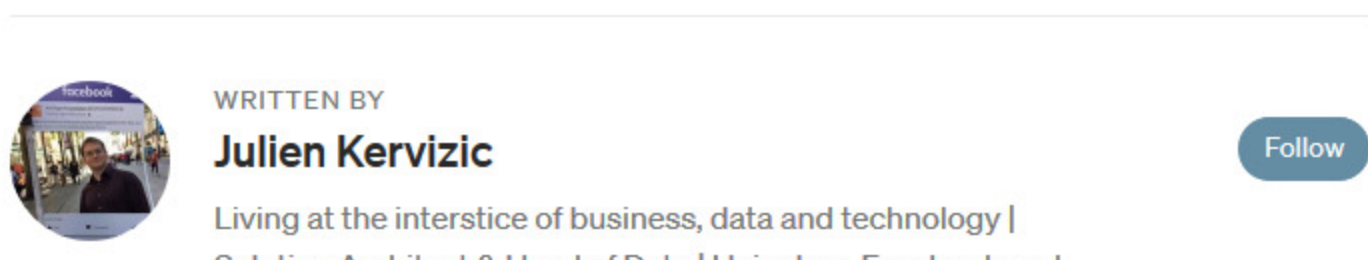 facebook
WRITTEN BY
Julien Kervizic
Follow
Living at the interstice of business, data and technology |